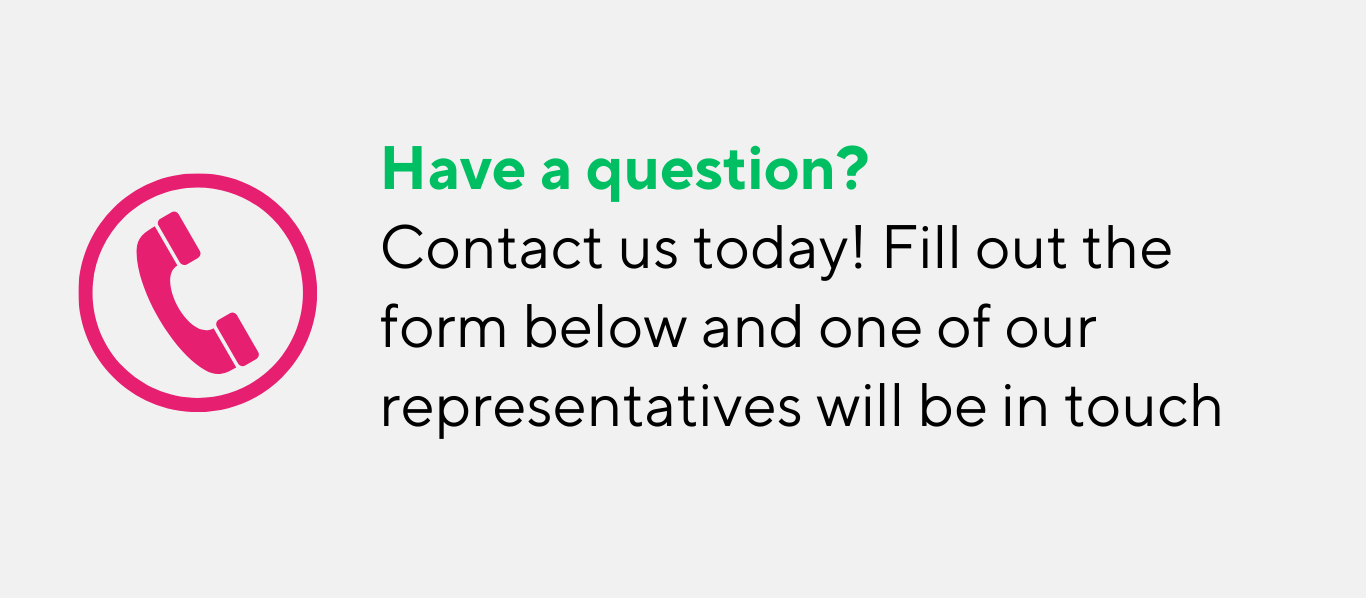 Have a question?
Contact us today! Fill out the
form below and one of our
representatives will be in touch